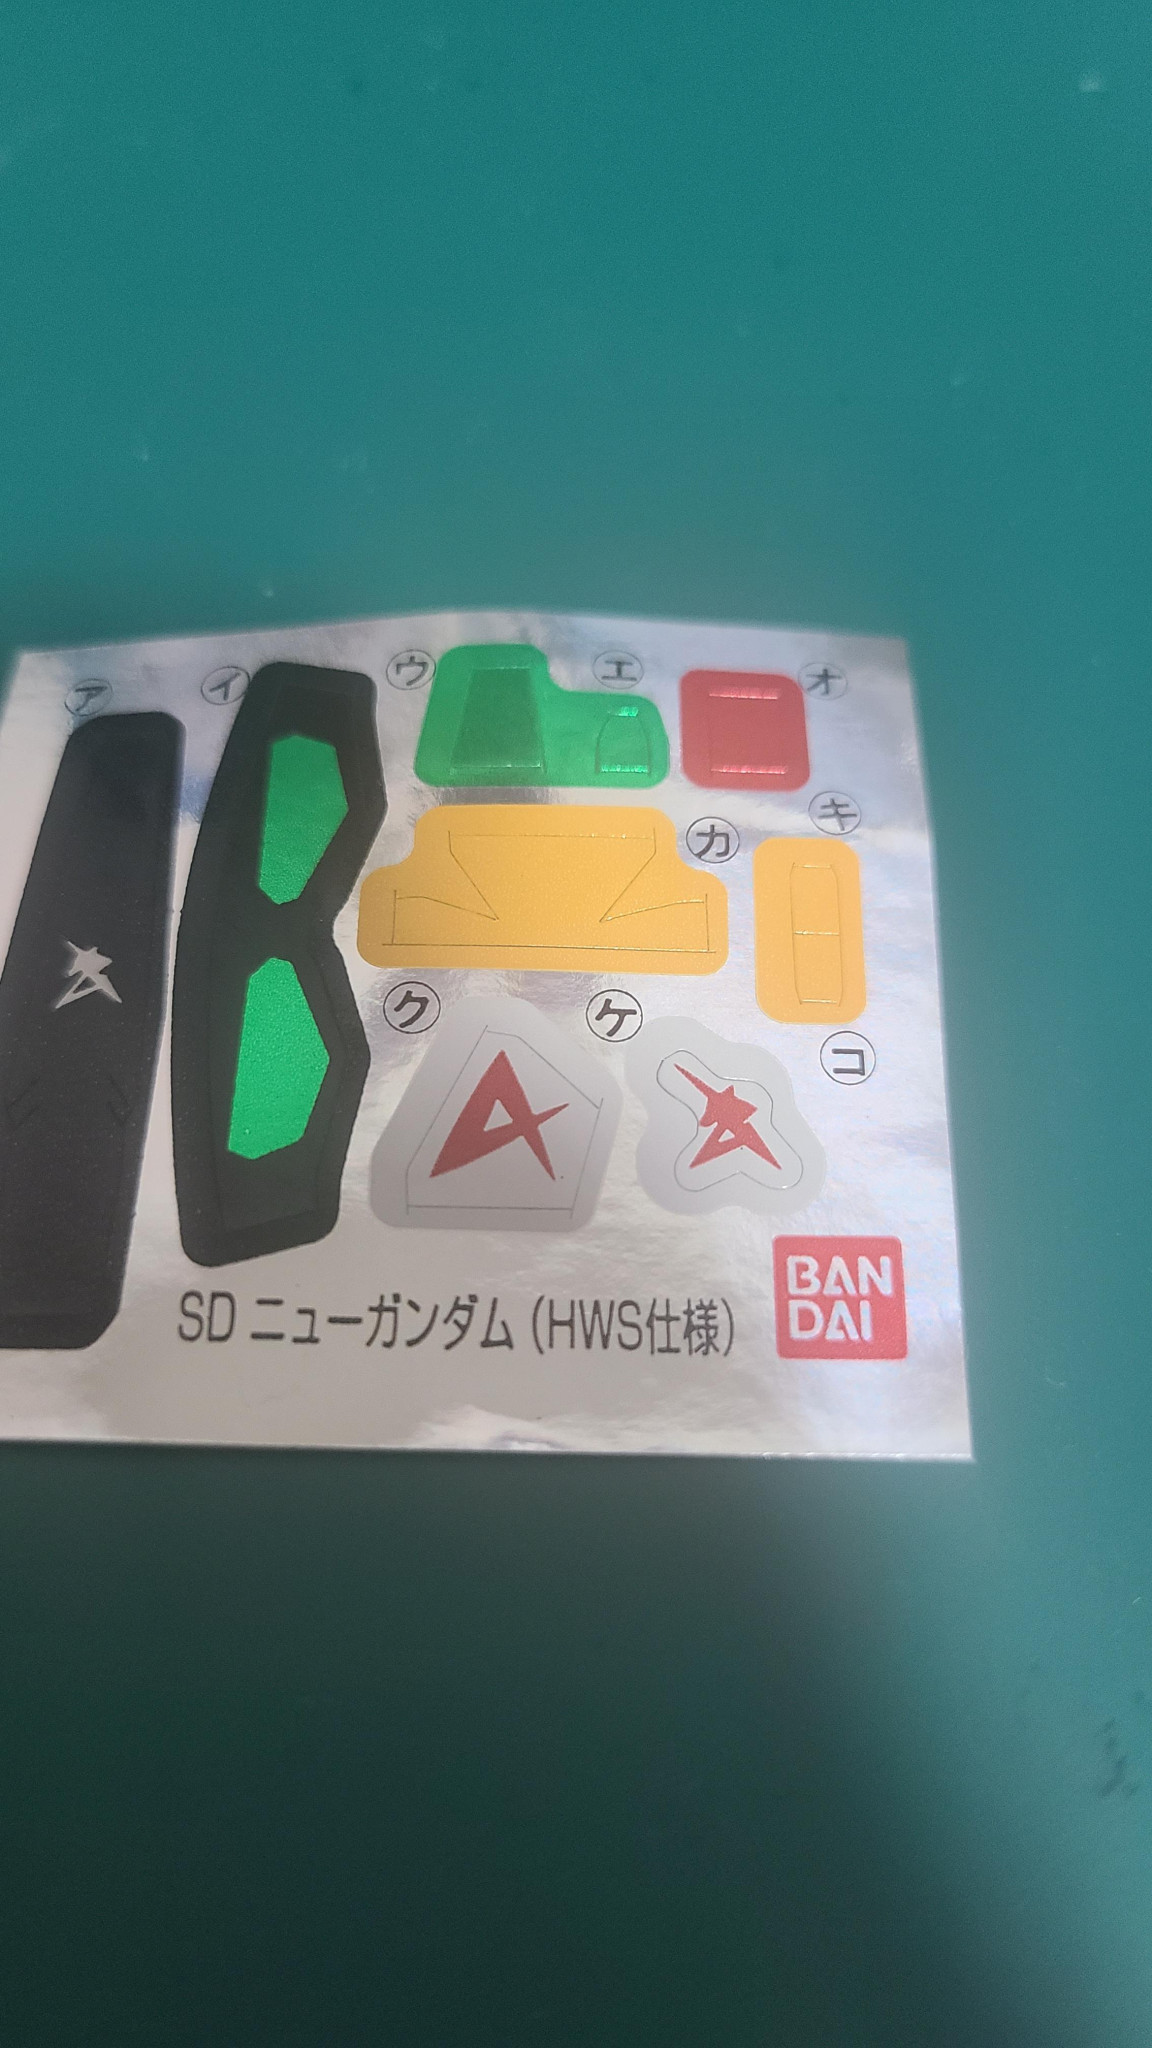 ア
イ
ウ
エ
オ
カ
キ
ク
ケ
コ
SD ニューガンダム (HWS仕様)
BAN
DAI